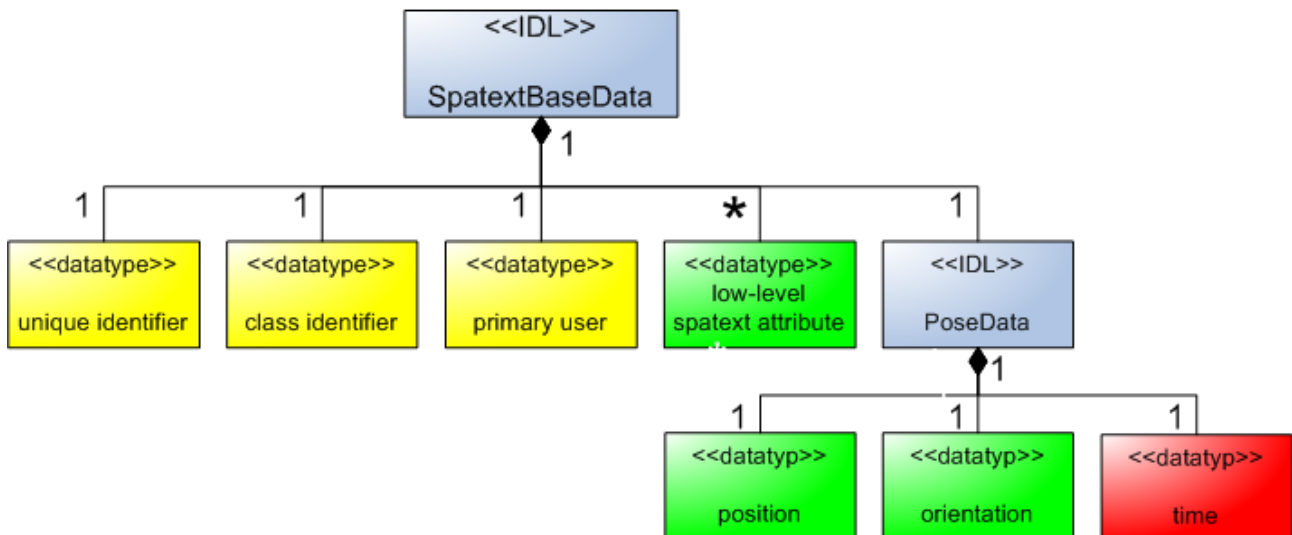 <<IDL>>
SpatextBaseData
1
1 1 1 * 1
<<datatype>> <<datatype>> <<datatype>> <<datatype>> <<IDL>>
low-level
unique identifier class identifier primary user spatext attribute PoseData
*
1
1 1 1
<<datatyp>> <<datatyp>> <<datatyp>>
position orientation time